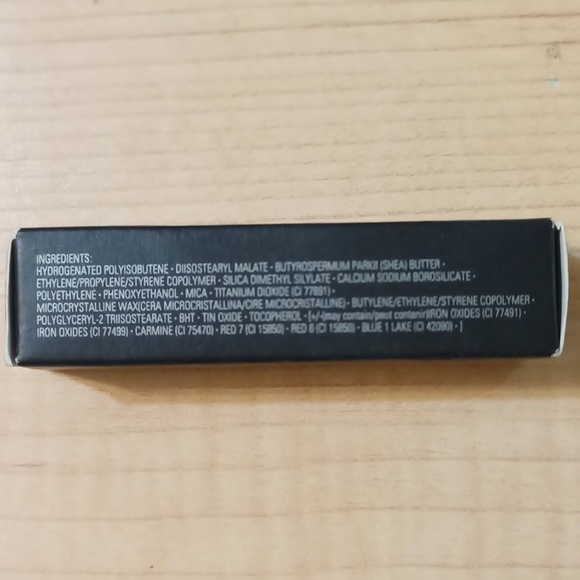 INGREDIENTS:
HYDROGENATED POLYISOBUTENE · DIISOSTEARYL MALATE · BUTYROSPERMUM PARKII (SHEA) BUTTER ·
ETHYLENE/PROPYLENE/STYRENE COPOLYMER · SILICA DIMETHYL SILYLATE · CALCIUM SODIUM BOROSILICATE ·
POLYETHYLENE · PHENOXYETHANOL · MICA · TITANIUM DIOXIDE (CI 77891) ·
MICROCRYSTALLINE WAX(CERA MICROCRISTALLINA/CIRE MICROCRISTALLINE) · BUTYLENE/ETHYLENE/STYRENE COPOLYMER ·
POLYGLYCERYL-2 TRIISOSTEARATE · BHT · TIN OXIDE · TOCOPHEROL · [+/-(may contain/peut contenir)IRON OXIDES (CI 77491) ·
IRON OXIDES (CI 77499) · CARMINE (CI 75470) · RED 7 (CI 15850) · RED 6 (CI 15850) · BLUE 1 LAKE (CI 42090) · ]